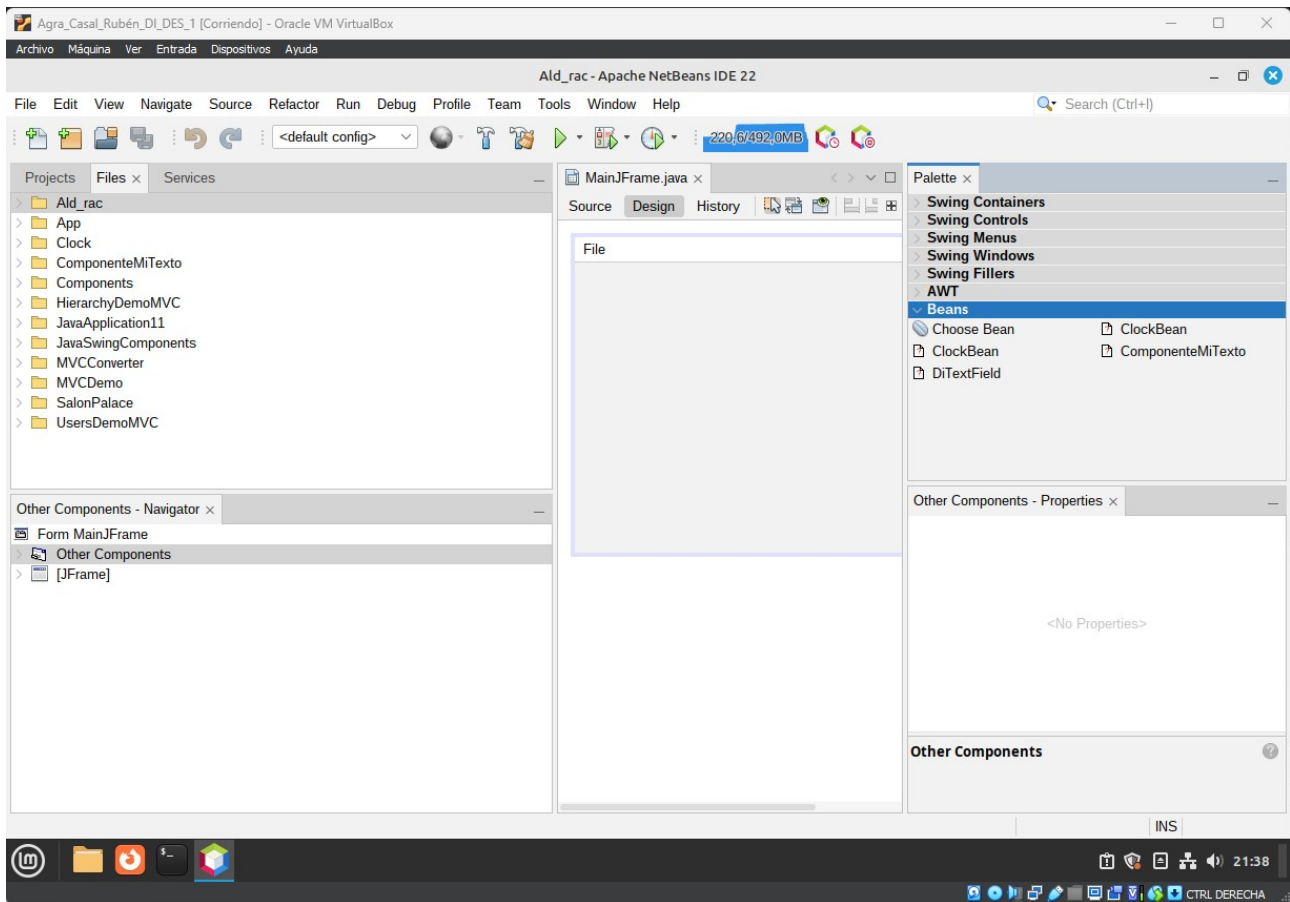 Agra_Casal_Rubén_DI_DES_1 [Corriendo] - Oracle VM VirtualBox
Archivo Máquina Ver Entrada Dispositivos Ayuda
Ald_rac - Apache NetBeans IDE 22
File Edit View Navigate Source Refactor Run Debug Profile Team Tools Window Help Search (Ctrl+I)
<default config> 220,6/492,0MB
Projects Files Services
Ald_rac
App
Clock
ComponenteMiTexto
Components
HierarchyDemoMVC
JavaApplication11
JavaSwingComponents
MVCConverter
MVCDemo
SalonPalace
UsersDemoMVC
Other Components - Navigator
Form MainJFrame
Other Components
[JFrame]
MainJFrame.java
Source Design History
File
Palette
Swing Containers
Swing Controls
Swing Menus
Swing Windows
Swing Fillers
AWT
Beans
Choose Bean ClockBean
ClockBean ComponenteMiTexto
DiTextField
Other Components - Properties
<No Properties>
Other Components
INS
21:38
CTRL DERECHA